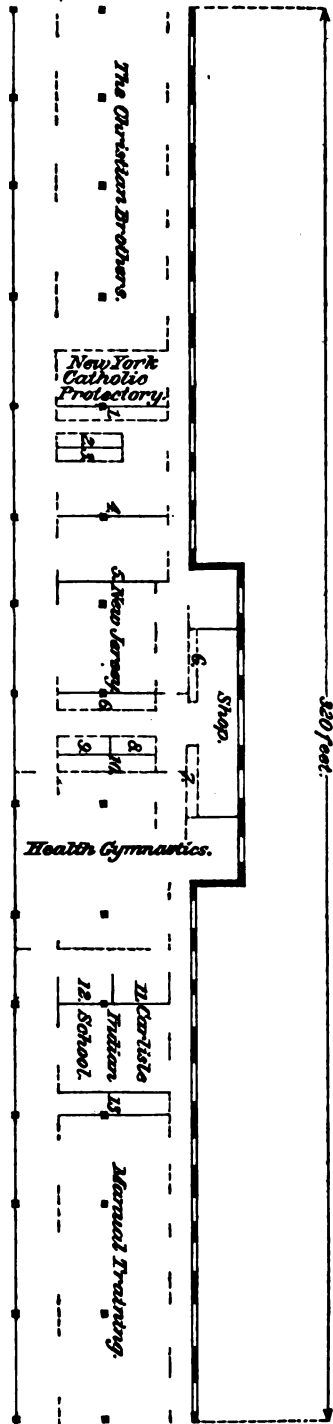 The Christian Brothers.
New York
Catholic
Protectory.
1.
2.
3.
4.
5. New Jersey.
6.
6.
Shop.
320 feet.
7.
8.
9.
10.
Health Gymnastics.
11. Carlisle
Indian
12. School.
13
Manual Training.